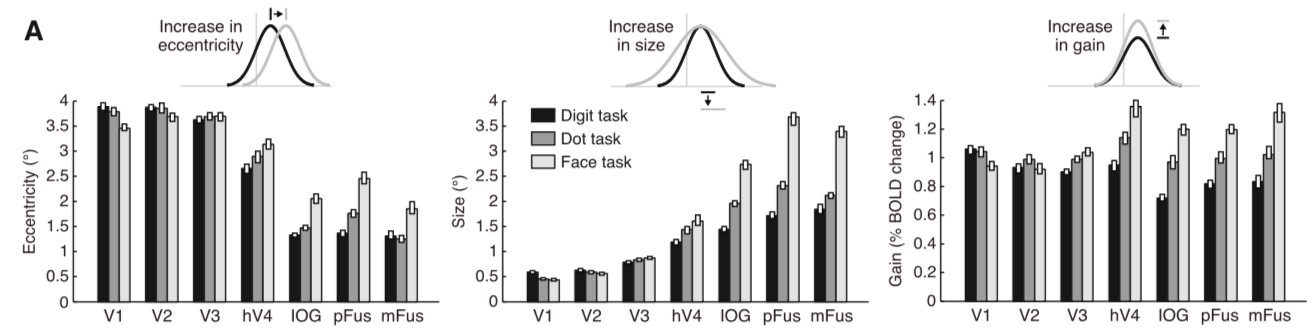 A
Increase in
eccentricity
Eccentricity (°)
4
3.5
3
2.5
2
1.5
1
0.5
0
V1 V2 V3 hV4 IOG pFus mFus
Increase
in size
Size (°)
4
3.5
3
2.5
2
1.5
1
0.5
0
Digit task
Dot task
Face task
V1 V2 V3 hV4 IOG pFus mFus
Increase
in gain
Gain (% BOLD change)
1.4
1.2
1
0.8
0.6
0.4
0.2
0
V1 V2 V3 hV4 IOG pFus mFus